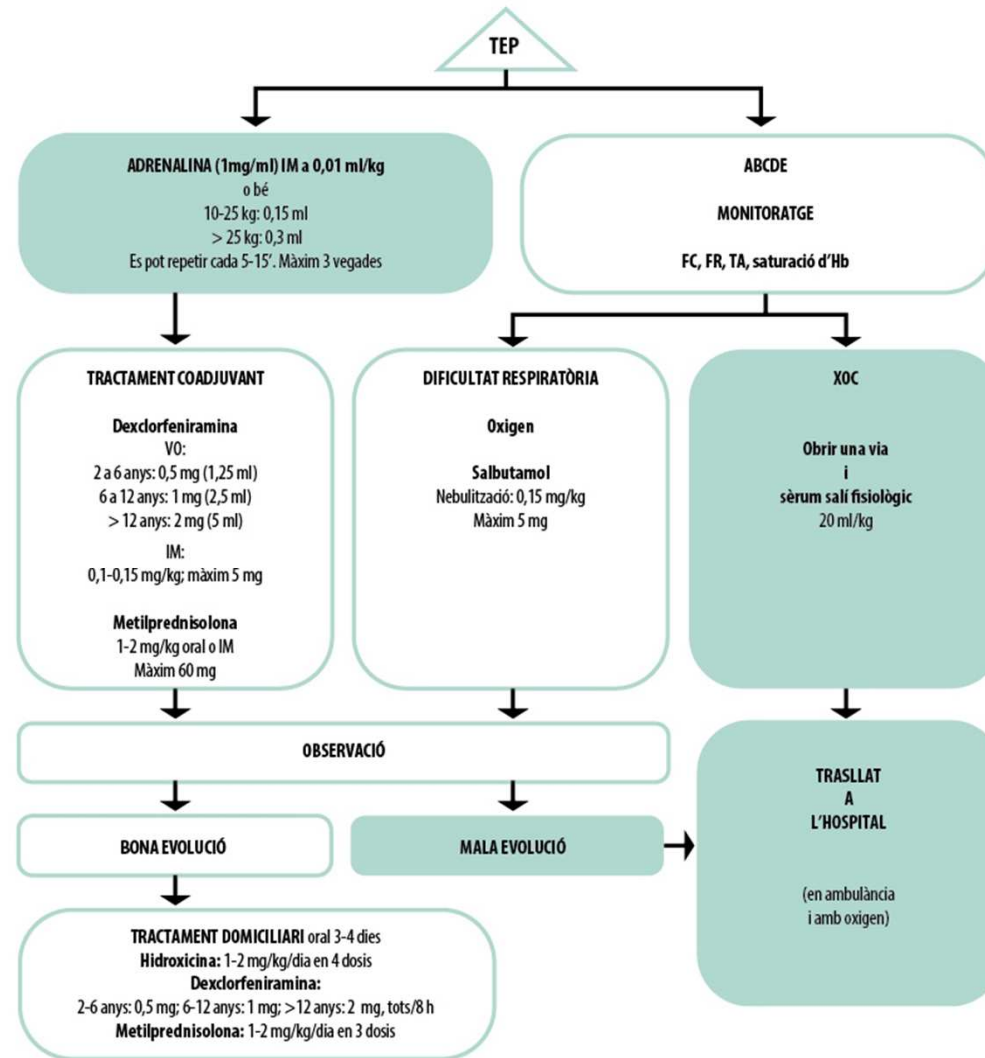 TEP
ADRENALINA (1mg/ml) IM a 0,01 ml/kg
o bé
10-25 kg: 0,15 ml
> 25 kg: 0,3 ml
Es pot repetir cada 5-15’. Màxim 3 vegades
ABCDE
MONITORATGE
FC, FR, TA, saturació d’Hb
TRACTAMENT COADJUVANT
Dexclorfeniramina
VO:
2 a 6 anys: 0,5 mg (1,25 ml)
6 a 12 anys: 1 mg (2,5 ml)
> 12 anys: 2 mg (5 ml)
IM:
0,1-0,15 mg/kg; màxim 5 mg
Metilprednisolona
1-2 mg/kg oral o IM
Màxim 60 mg
DIFICULTAT RESPIRATÒRIA
Oxigen
Salbutamol
Nebulització: 0,15 mg/kg
Màxim 5 mg
XOC
Obrir una via
i
sèrum salí fisiològic
20 ml/kg
OBSERVACIÓ
BONA EVOLUCIÓ
MALA EVOLUCIÓ
TRASLLAT
A
L’HOSPITAL
(en ambulància
i amb oxigen)
TRACTAMENT DOMICILIARI oral 3-4 dies
Hidroxicina: 1-2 mg/kg/dia en 4 dosis
Dexclorfeniramina:
2-6 anys: 0,5 mg; 6-12 anys: 1 mg; >12 anys: 2 mg, tots/8 h
Metilprednisolona: 1-2 mg/kg/dia en 3 dosis